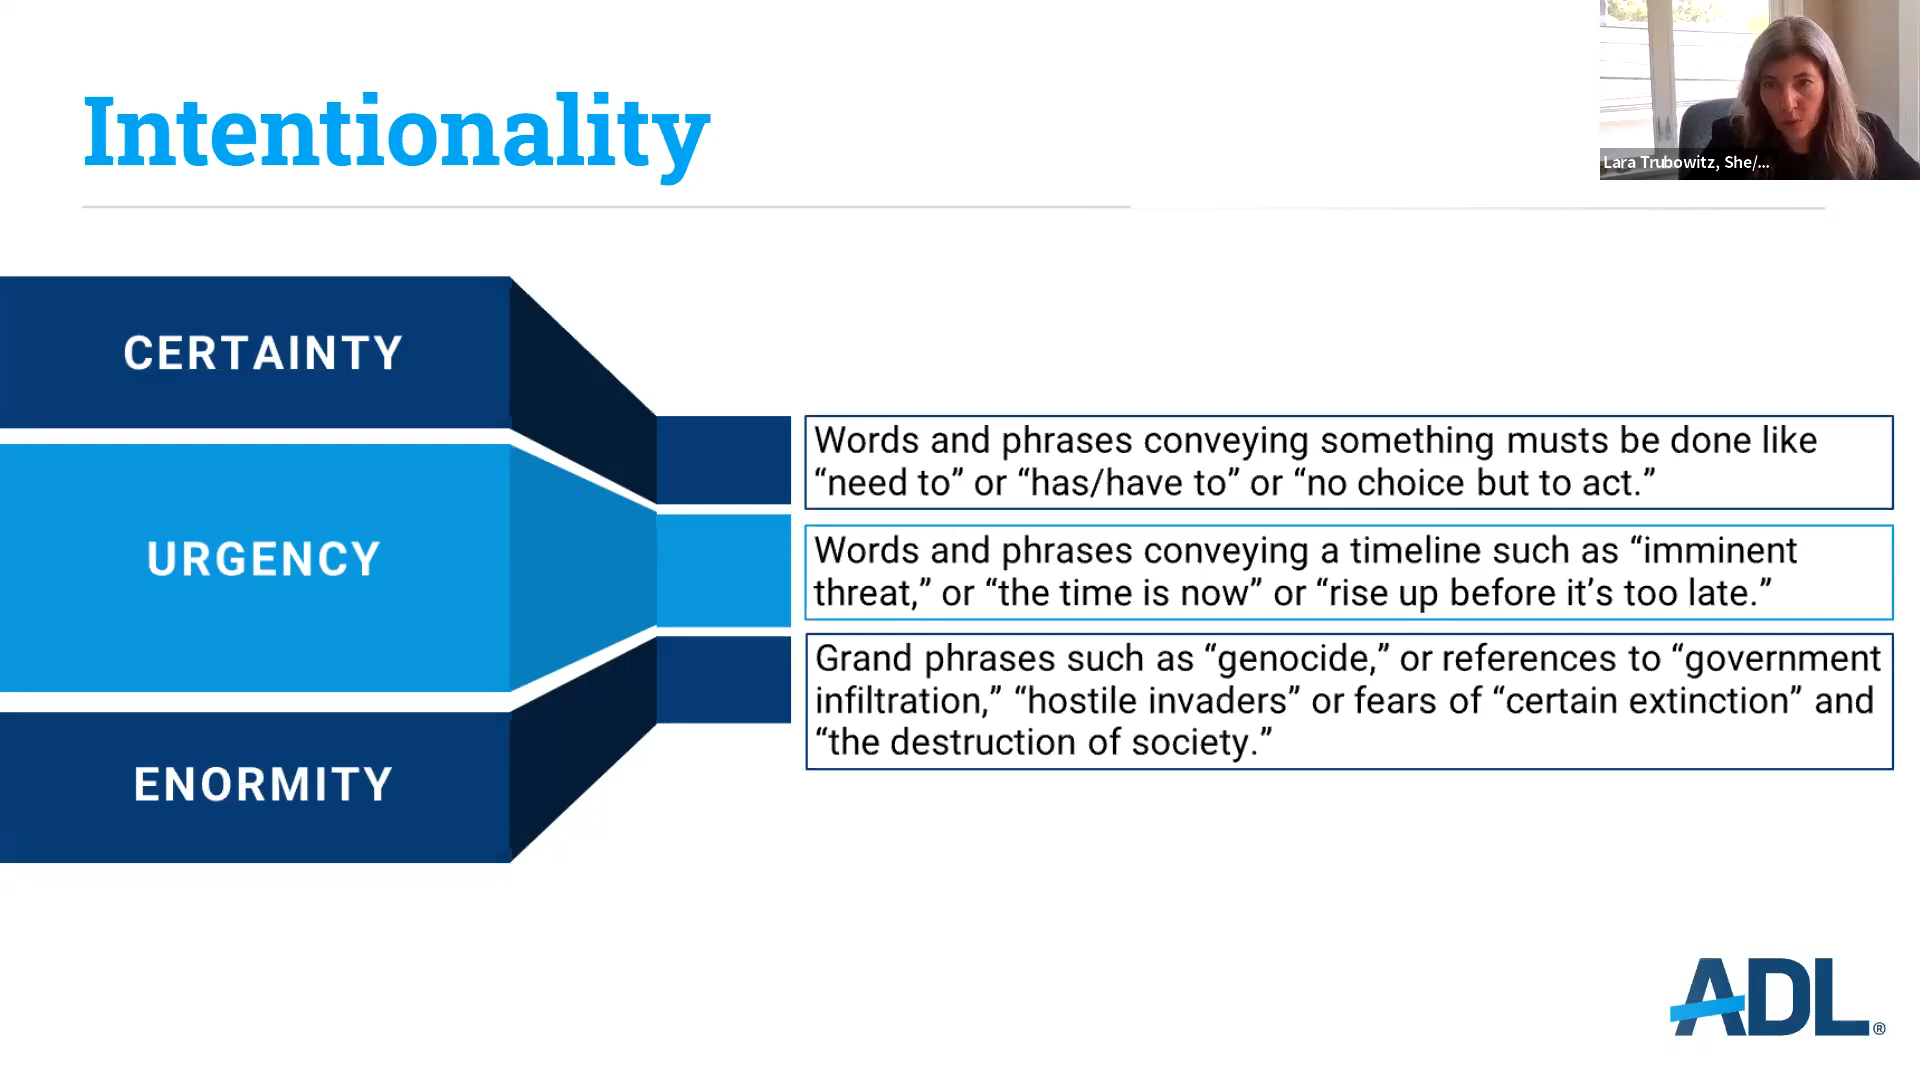 Intentionality
Lara Trubowitz, She/...
CERTAINTY
Words and phrases conveying something musts be done like
“need to” or “has/have to” or “no choice but to act.”
URGENCY
Words and phrases conveying a timeline such as “imminent
threat,” or “the time is now” or “rise up before it’s too late.”
ENORMITY
Grand phrases such as “genocide,” or references to “government
infiltration,” “hostile invaders” or fears of “certain extinction” and
“the destruction of society.”
ADL®